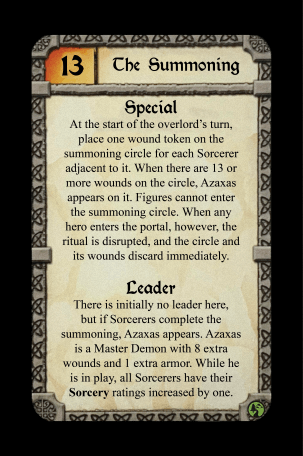 13 The Summoning
Special
At the start of the overlord's turn,
place one wound token on the
summoning circle for each Sorcerer
adjacent to it. When there are 13 or
more wounds on the circle, Azaxas
appears on it. Figures cannot enter
the summoning circle. When any
hero enters the portal, however, the
ritual is disrupted, and the circle and
its wounds discard immediately.
Leader
There is initially no leader here,
but if Sorcerers complete the
summoning, Azaxas appears. Azaxas
is a Master Demon with 8 extra
wounds and 1 extra armor. While he
is in play, all Sorcerers have their
Sorcery ratings increased by one.